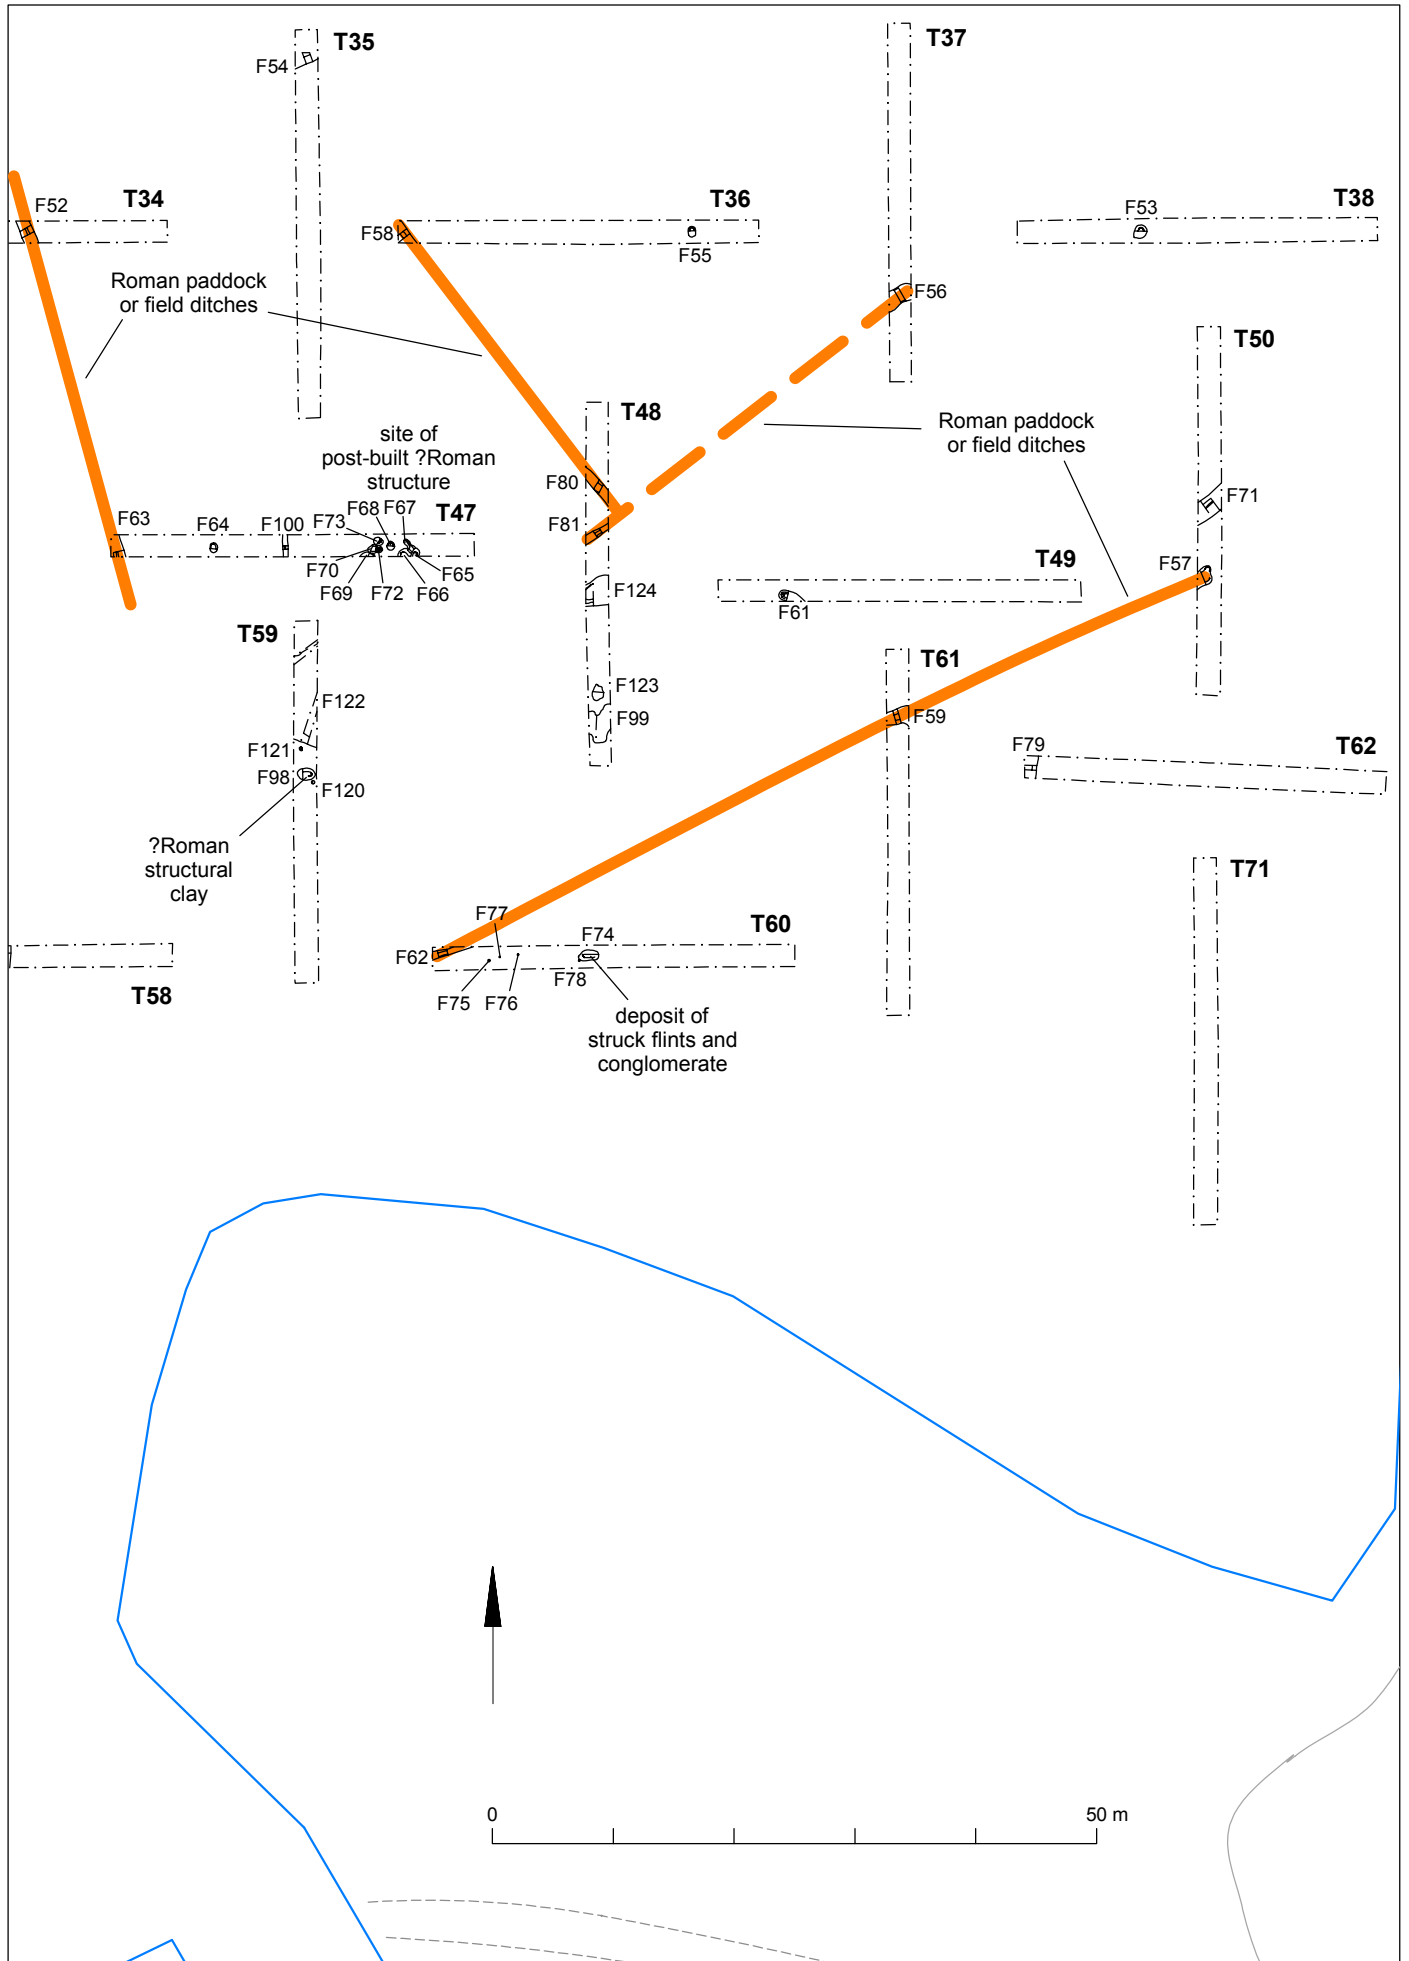 T35
T37
F54
T34
T36
T38
F52
F53
F58
F55
Roman paddock
or field ditches
F56
T50
T48
Roman paddock
or field ditches
site of
post-built ?Roman
structure
F80
F71
F63
F64
F100
F73
F68
F67
T47
F81
F70
F65
F69
F72
F66
T49
F57
F124
F61
T59
T61
F123
F122
F99
F59
F121
F79
T62
F98
F120
?Roman
structural
clay
T71
F77
F74
T60
F62
F78
F75
F76
T58
deposit of
struck flints and
conglomerate
0
50 m